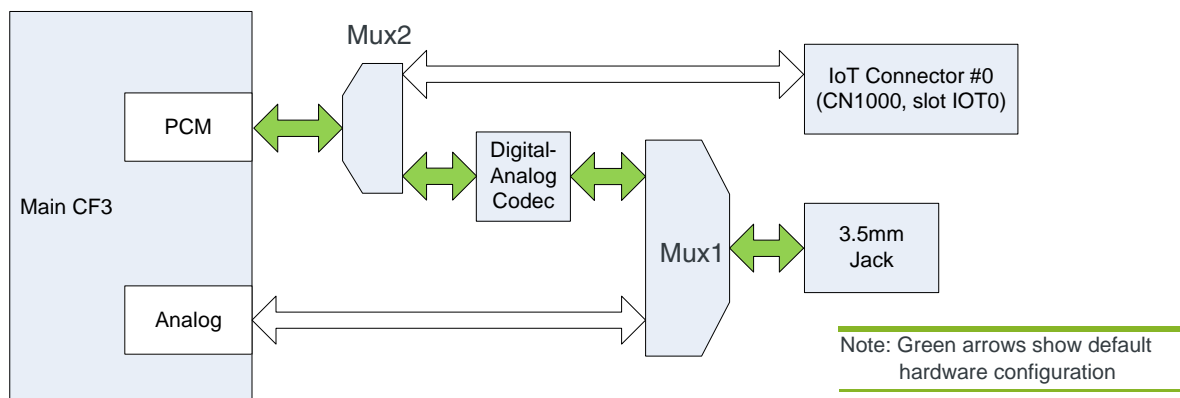 Main CF3
PCM
Analog
Mux2
Digital-
Analog
Codec
Mux1
IoT Connector #0
(CN1000, slot IOT0)
3.5mm
Jack
Note: Green arrows show default
hardware configuration